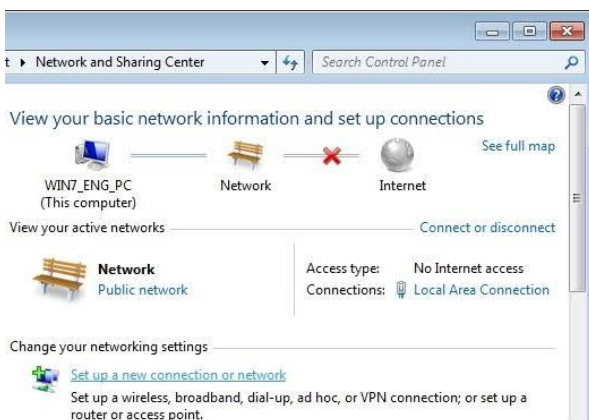 t ▸ Network and Sharing Center
Search Control Panel
View your basic network information and set up connections
See full map
WIN7_ENG_PC
(This computer)
Network
Internet
View your active networks
Connect or disconnect
Network
Public network
Access type: No Internet access
Connections: Local Area Connection
Change your networking settings
Set up a new connection or network
Set up a wireless, broadband, dial-up, ad hoc, or VPN connection; or set up a
router or access point.